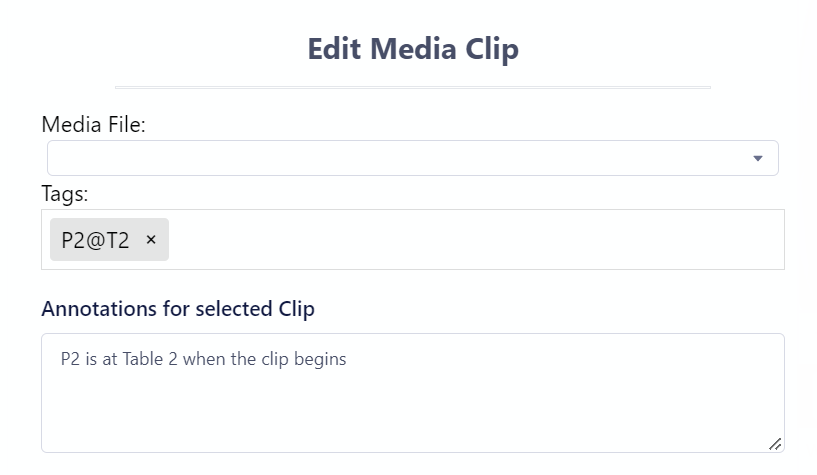 Edit Media Clip
Media File:
Tags:
P2@T2 ×
Annotations for selected Clip
P2 is at Table 2 when the clip begins